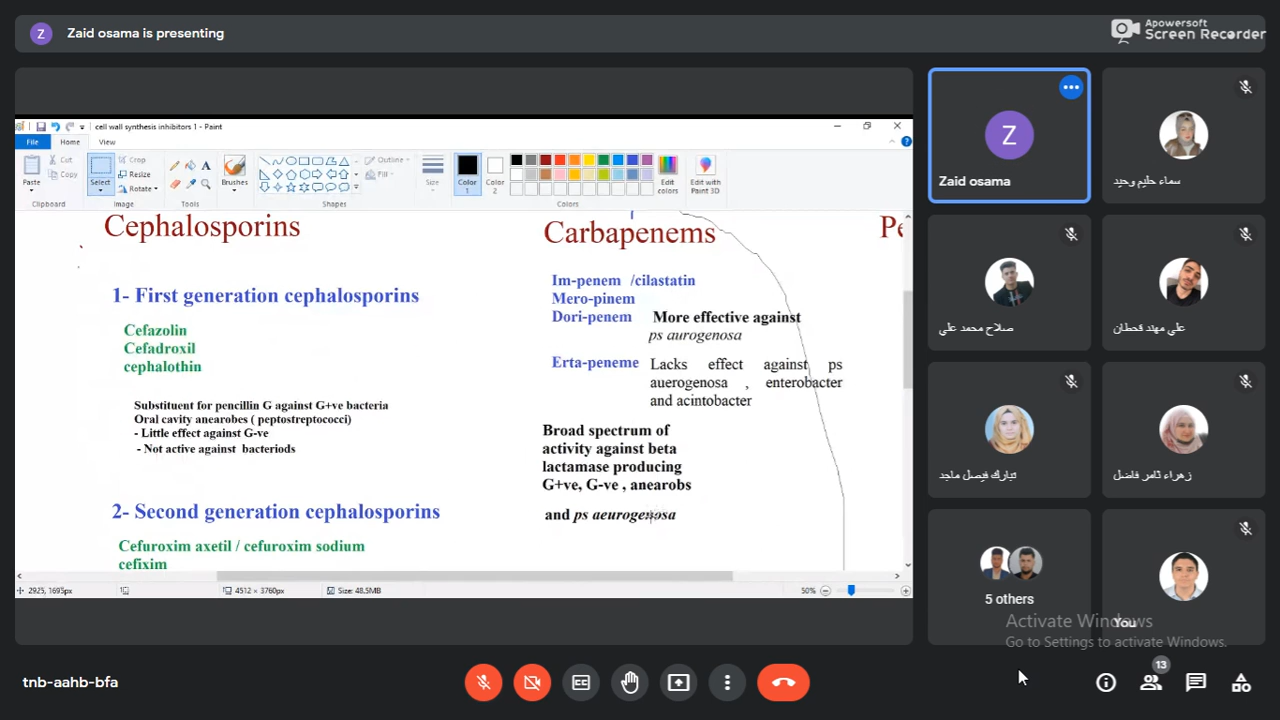 Z
Zaid osama is presenting
Apowersoft
Screen Recorder
cell wall synthesis inhibitors 1 - Paint
File
Home
View
Paste
Cut
Copy
Clipboard
Select
Crop
Resize
Rotate
Image
A
Tools
Brushes
Outline
Fill
Shapes
Size
Color
1
Color
2
Edit
colors
Edit with
Paint 3D
Colors
Cephalosporins
1- First generation cephalosporins
Cefazolin
Cefadroxil
cephalothin
Substituent for pencillin G against G+ve bacteria
Oral cavity anearobes ( peptostreptococci)
- Little effect against G-ve
- Not active against bacteriods
2- Second generation cephalosporins
Cefuroxim axetil / cefuroxim sodium
cefixim
Carbapenems
Im-penem /cilastatin
Mero-pinem
Dori-penem More effective against
ps aurogenosa
Erta-peneme Lacks effect against ps
auerogenosa , enterobacter
and acintobacter
Broad spectrum of
activity against beta
lactamase producing
G+ve, G-ve , anearobs
and ps aeurogenosa
Pe
2925, 1695px
4512 × 3760px
Size: 48.5MB
50%
Z
Zaid osama
سماء حليم وحيد
صلاح محمد علي
علي مهند قحطان
تبارك فيصل ماجد
زهراء ثامر فاضل
5 others
You
Activate Windows
Go to Settings to activate Windows.
tnb-aahb-bfa
CC
13